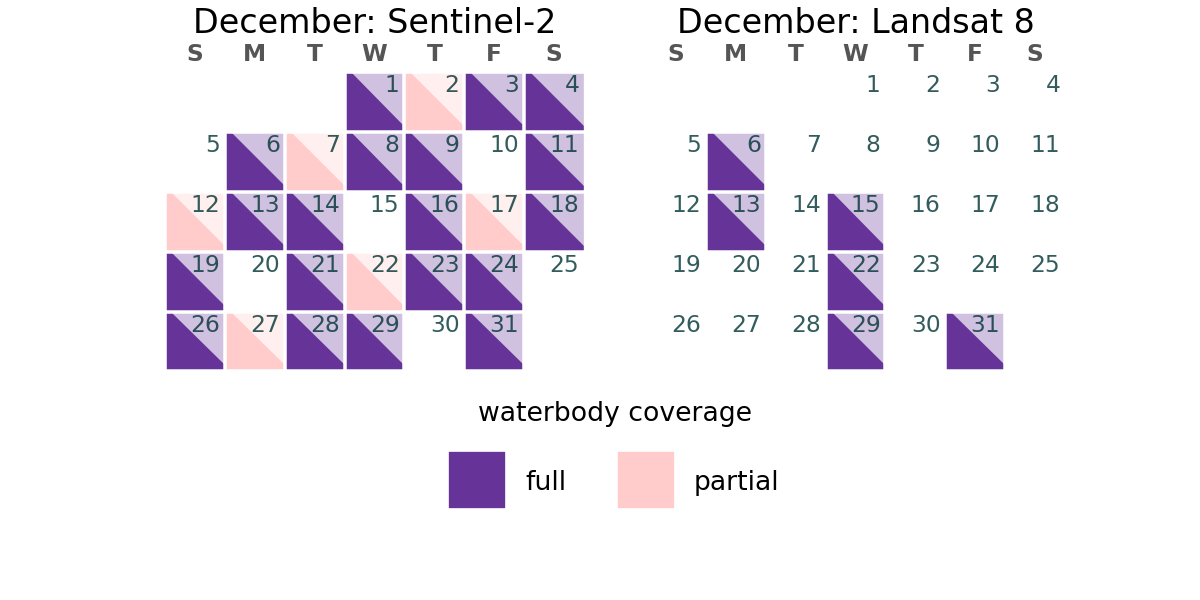 December: Sentinel-2
S M T W T F S
1 2 3 4
5 6 7 8 9 10 11
12 13 14 15 16 17 18
19 20 21 22 23 24 25
26 27 28 29 30 31
December: Landsat 8
S M T W T F S
1 2 3 4
5 6 7 8 9 10 11
12 13 14 15 16 17 18
19 20 21 22 23 24 25
26 27 28 29 30 31
waterbody coverage
full
partial